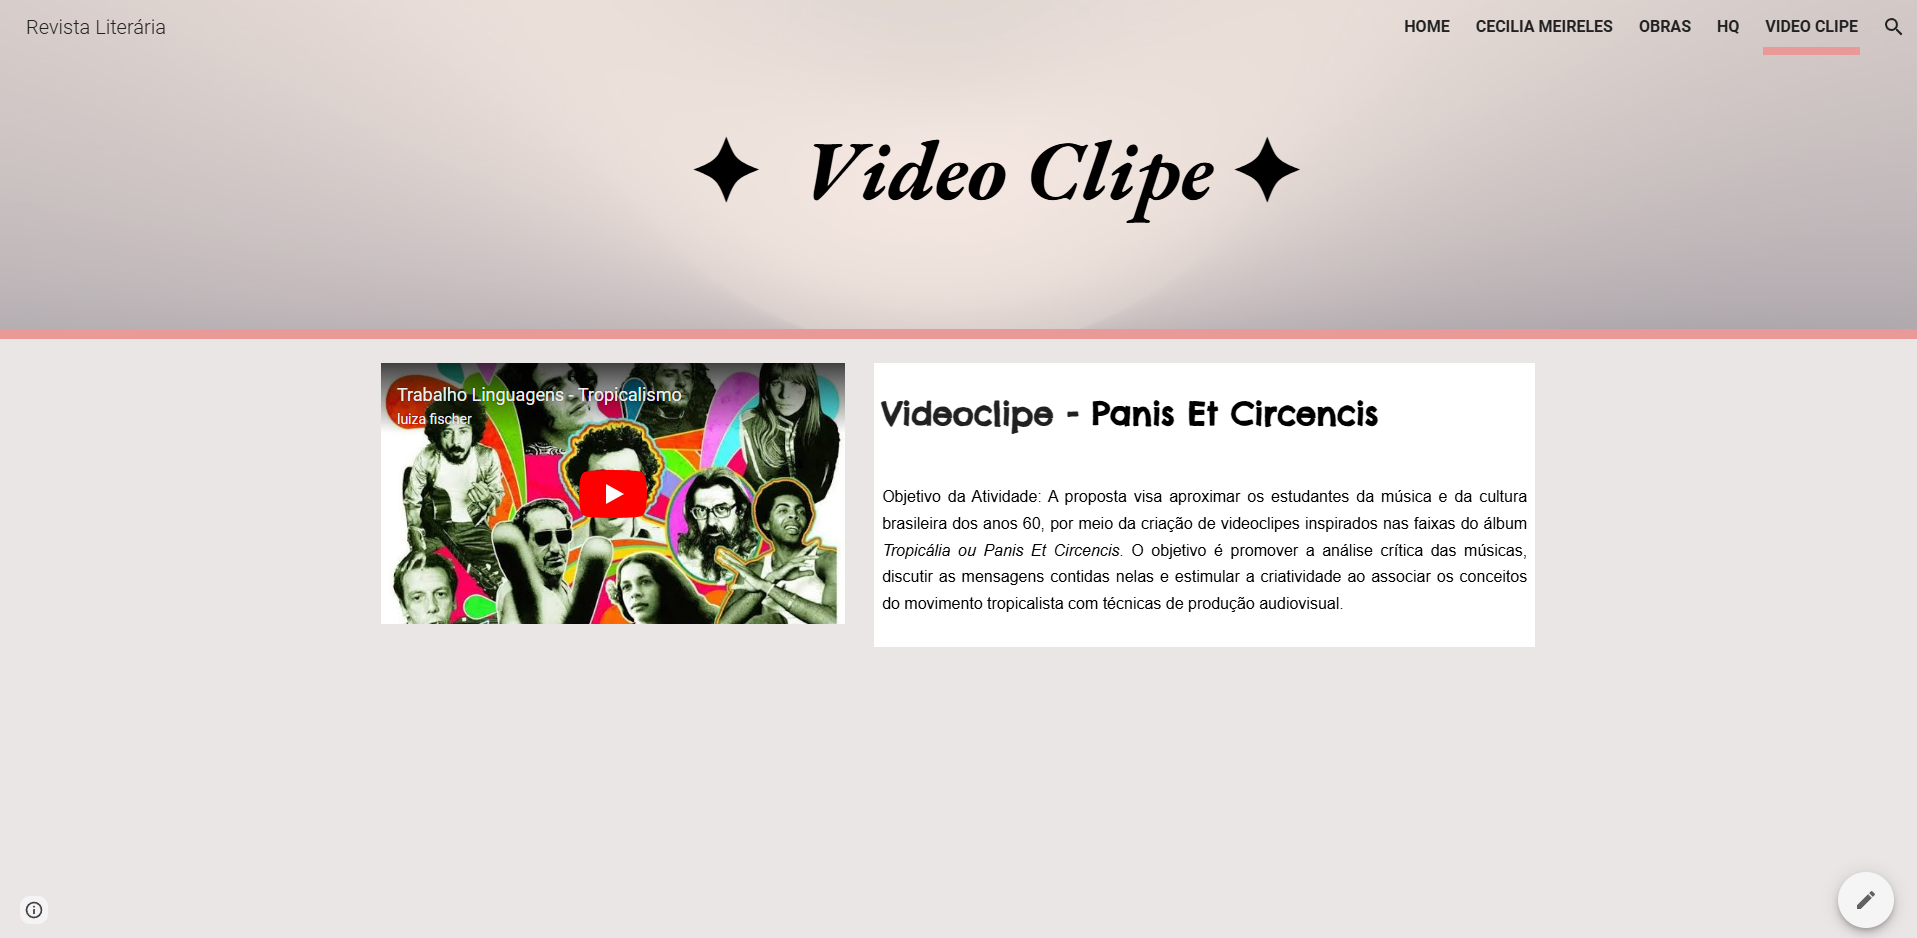 Revista Literária
HOME
CECILIA MEIRELES
OBRAS
HQ
VIDEO CLIPE
✦ Video Clipe ✦
Trabalho Linguagens - Tropicalismo
luiza fischer
Videoclipe - Panis Et Circencis
Objetivo da Atividade: A proposta visa aproximar os estudantes da música e da cultura
brasileira dos anos 60, por meio da criação de videoclipes inspirados nas faixas do álbum
Tropicália ou Panis Et Circencis. O objetivo é promover a análise crítica das músicas,
discutir as mensagens contidas nelas e estimular a criatividade ao associar os conceitos
do movimento tropicalista com técnicas de produção audiovisual.